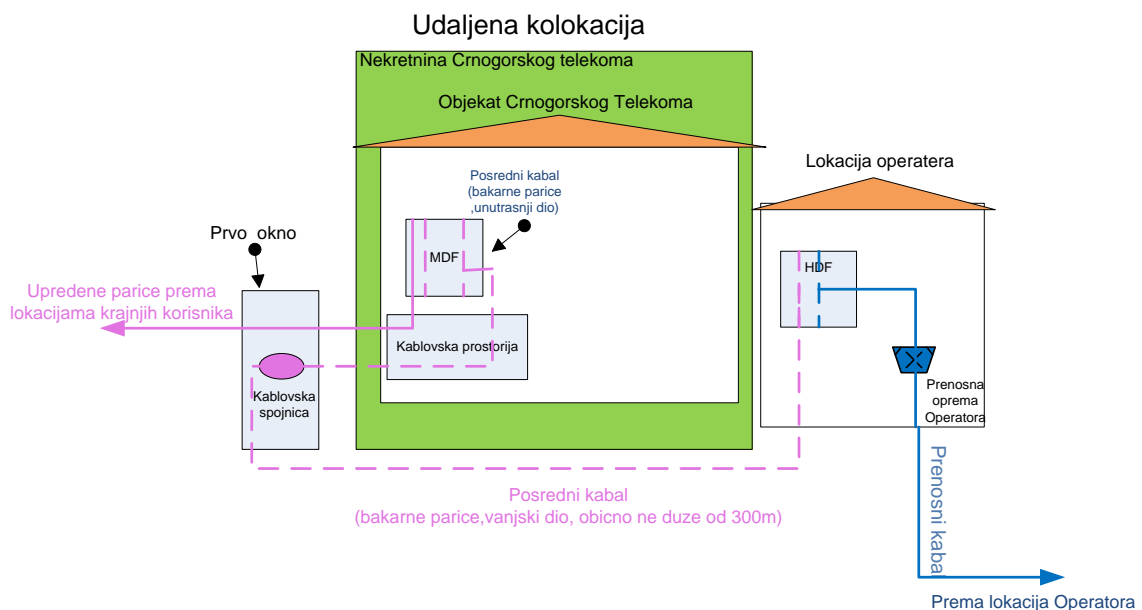 Udaljena kolokacija
Nekretnina Crnogorskog telekoma
Objekat Crnogorskog Telekoma
Lokacija operatera
Posredni kabal
(bakarne parice
,unutrasnji dio)
Prvo okno
MDF
HDF
Upredene parice prema
lokacijama krajnjih korisnika
Kablovska prostorija
Kablovska
spojnica
Prenosna
oprema
Operatora
Prenosni kabal
Posredni kabal
(bakarne parice,vanjski dio, obicno ne duze od 300m)
Prema lokacija Operatora